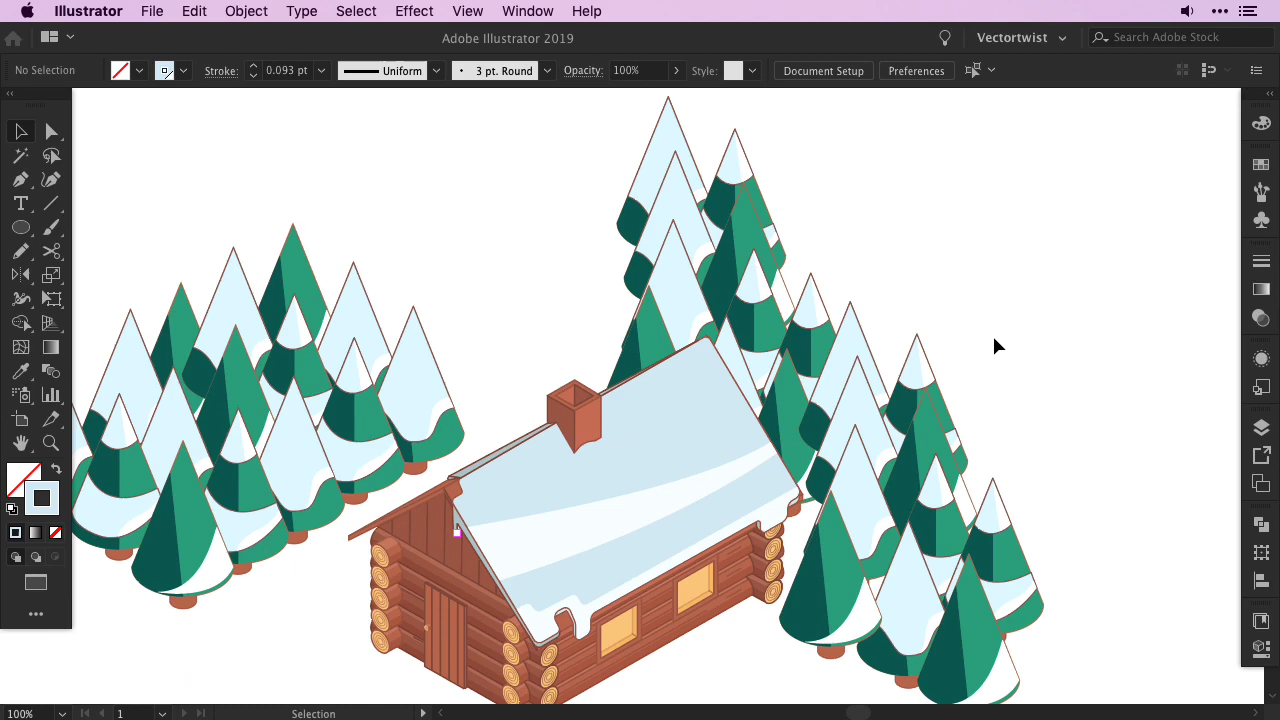 Illustrator File Edit Object Type Select Effect View Window Help
Adobe Illustrator 2019
Vectortwist
Search Adobe Stock
No Selection Stroke: 0.093 pt Uniform 3 pt. Round Opacity: 100% Style: Document Setup Preferences
100% 1 Selection